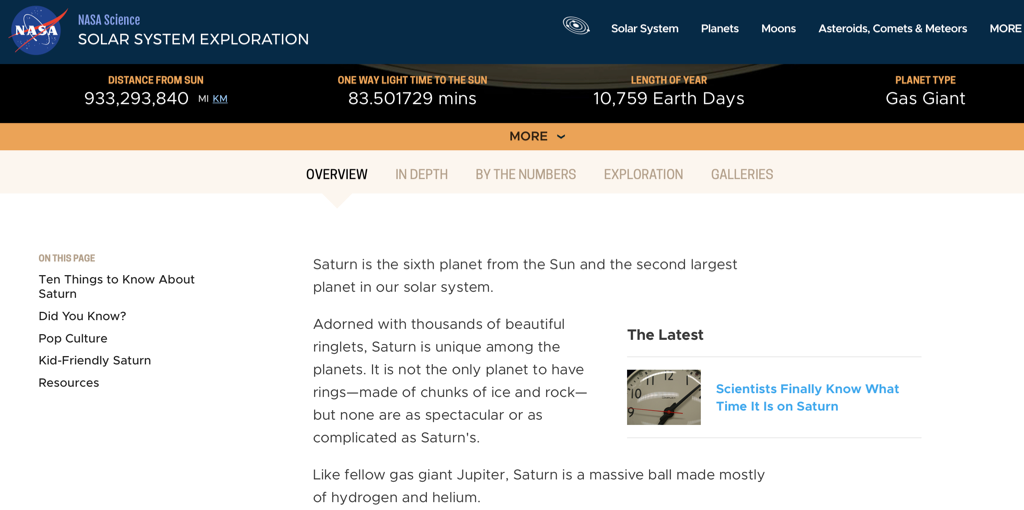 NASA
NASA Science
SOLAR SYSTEM EXPLORATION
Solar System
Planets
Moons
Asteroids, Comets & Meteors
MORE
DISTANCE FROM SUN
933,293,840 MI KM
ONE WAY LIGHT TIME TO THE SUN
83.501729 mins
LENGTH OF YEAR
10,759 Earth Days
PLANET TYPE
Gas Giant
MORE
OVERVIEW
IN DEPTH
BY THE NUMBERS
EXPLORATION
GALLERIES
ON THIS PAGE
Ten Things to Know About
Saturn
Did You Know?
Pop Culture
Kid-Friendly Saturn
Resources
Saturn is the sixth planet from the Sun and the second largest
planet in our solar system.
Adorned with thousands of beautiful
ringlets, Saturn is unique among the
planets. It is not the only planet to have
rings—made of chunks of ice and rock—
but none are as spectacular or as
complicated as Saturn's.
The Latest
11 12
10
9
Scientists Finally Know What
Time It Is on Saturn
Like fellow gas giant Jupiter, Saturn is a massive ball made mostly
of hydrogen and helium.